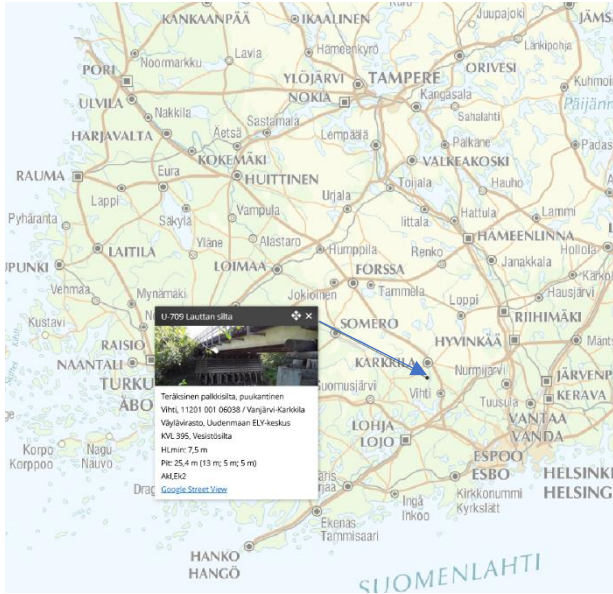 KANKAANPÄÄ
IKAALINEN
Juupajoki
JÄMS
Noormarkku
Lavia
Hämeenkyrö
Länkipohja
PORI
YLÖJÄRVI
TAMPERE
ORIVESI
ULVILA
NOKIA
Kangasala
Kuhmoi
Nakkila
Sastamala
Sahalahti
Päijän
HARJAVALTA
Äetsä
Lempäälä
Pälkäne
Padas
KOKEMÄKI
VALKEAKOSKI
RAUMA
Eura
HUITTINEN
Toijala
Hauho
Lappi
Urjala
Pyhäranta
Säkylä
Vampula
Iittala
Hattula
Lammi
LAITILA
Yläne
Alastaro
Humppila
Renko
HÄMEENLINNA
Hollola
UPUNKI
LOIMAA
FORSSA
Janakkala
Kärkö
Vehmaa
Mynämäki
Jokioinen
Tammela
Loppi
Hausjärvi
Kustavi
U-709 Lauttan silta
SOMERO
RIIHIMÄKI
RAISIO
HYVINKÄÄ
Mänts
NAANTALI
KARKKILA
Nurmijärvi
JÄRVENP
TURKU
Suomusjärvi
Vihti
KERAVA
ÅBO
Teräksinen palkkisilta, puukantinen
Tuusula
Vihti, 11201 001 06038 / Vanjärvi-Karkkila
LOHJA
VANTAA
Väylävirasto, Uudenmaan ELY-keskus
LOJO
VANDA
Korpo
Nagu
KVL 395, Vesistösilta
ESPOO
Korppoo
Nauvo
HLmin: 7,5 m
ESBO
HELSINKI
Pit: 25,4 m (13 m; 5 m; 5 m)
HELSING
Drag
Akl,Ek2
Kirkkonummi
Google Street View
Ingå
Kyrkslätt
Inkoo
Ekenäs
Tammisaari
HANKO
HANGÖ
SUOMENLAHTI